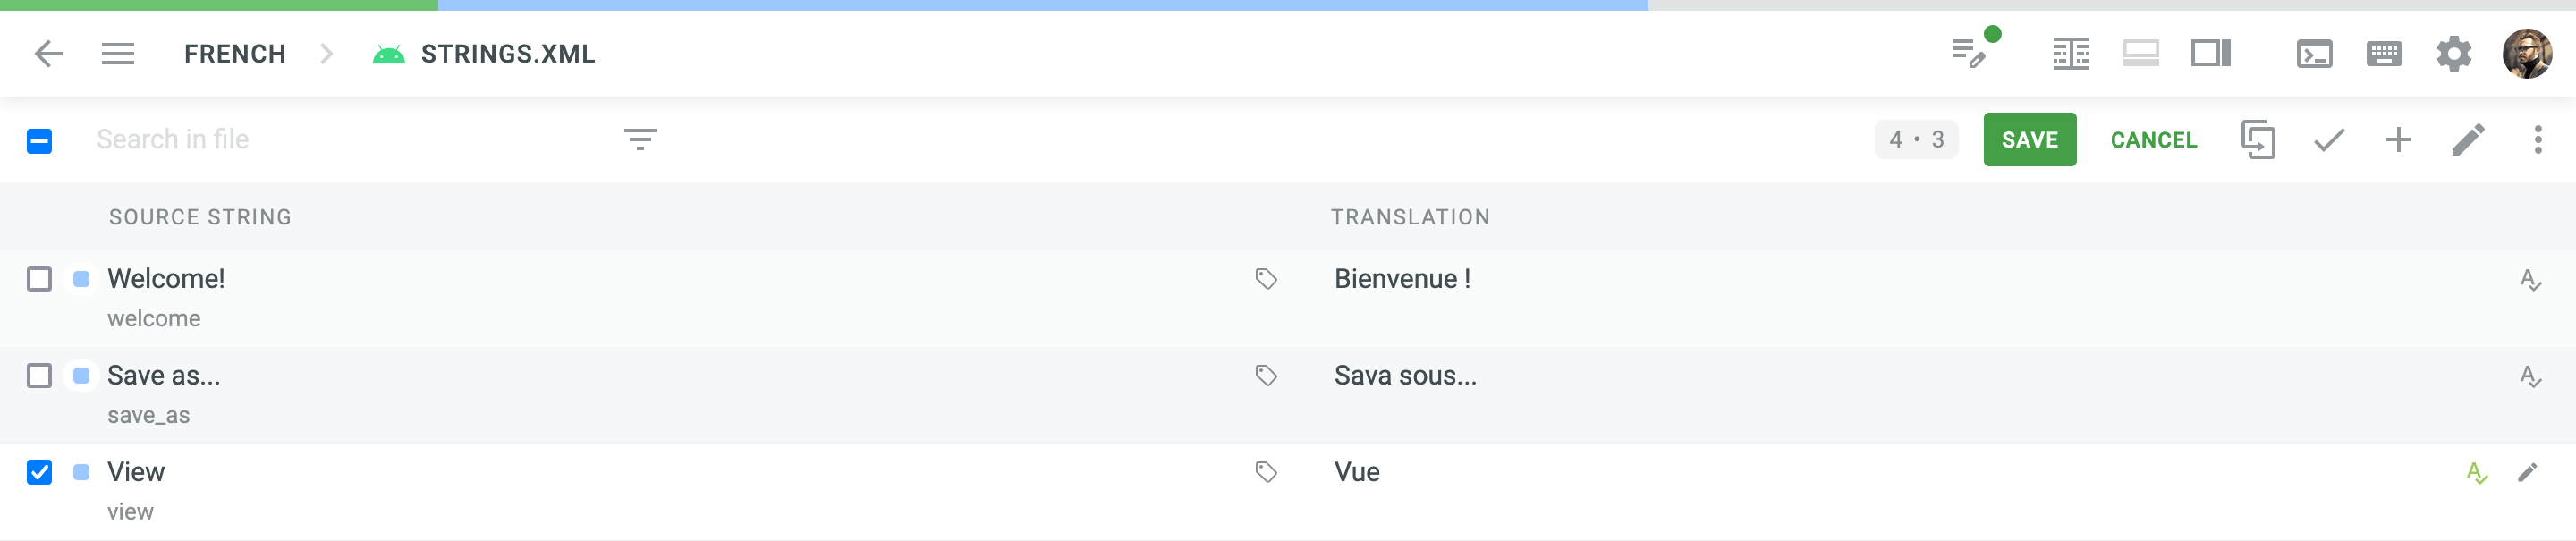 FRENCH > STRINGS.XML
Search in file
4 • 3 SAVE CANCEL
SOURCE STRING TRANSLATION
Welcome! Bienvenue !
welcome
Save as... Sava sous...
save_as
View Vue
view